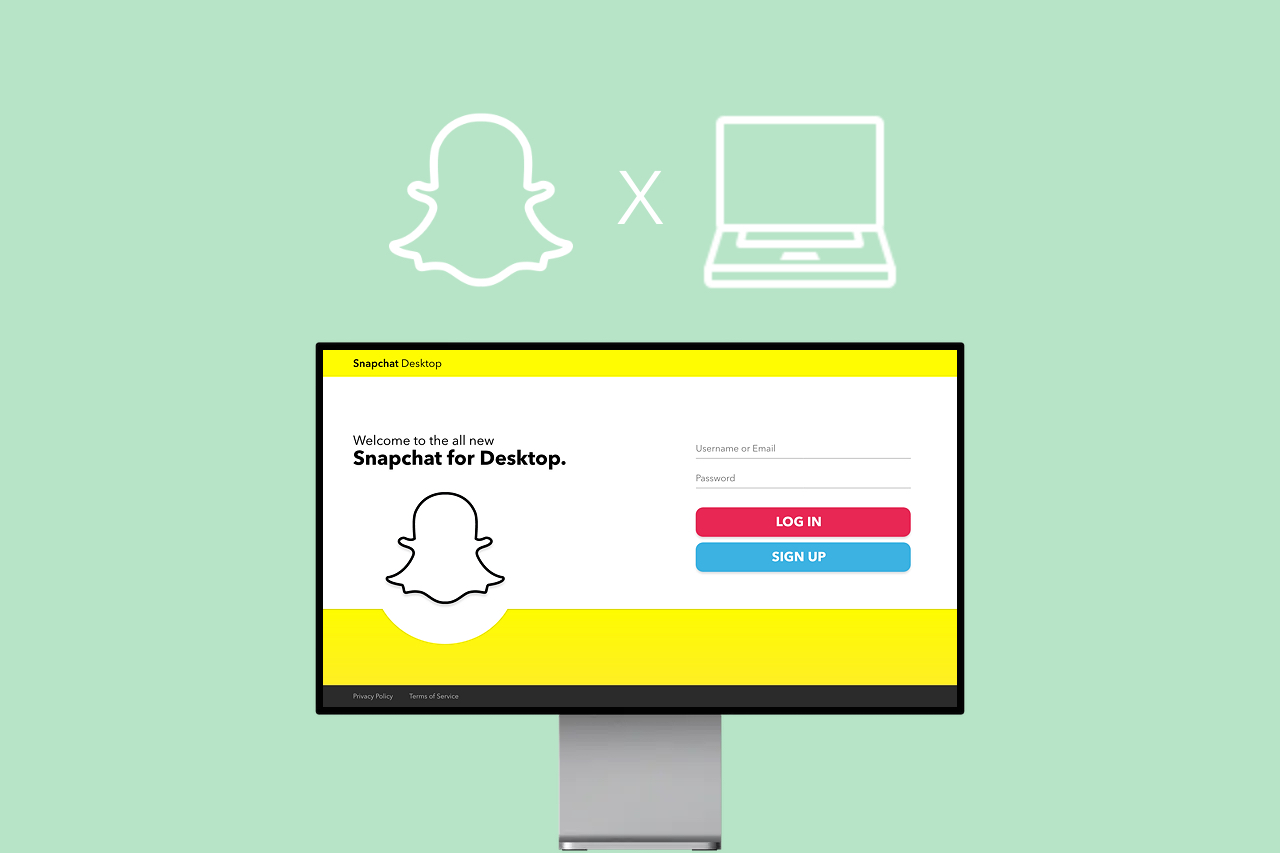 X
Snapchat Desktop
Welcome to the all new
Snapchat for Desktop.
Username or Email
Password
LOG IN
SIGN UP
Privacy Policy
Terms of Service